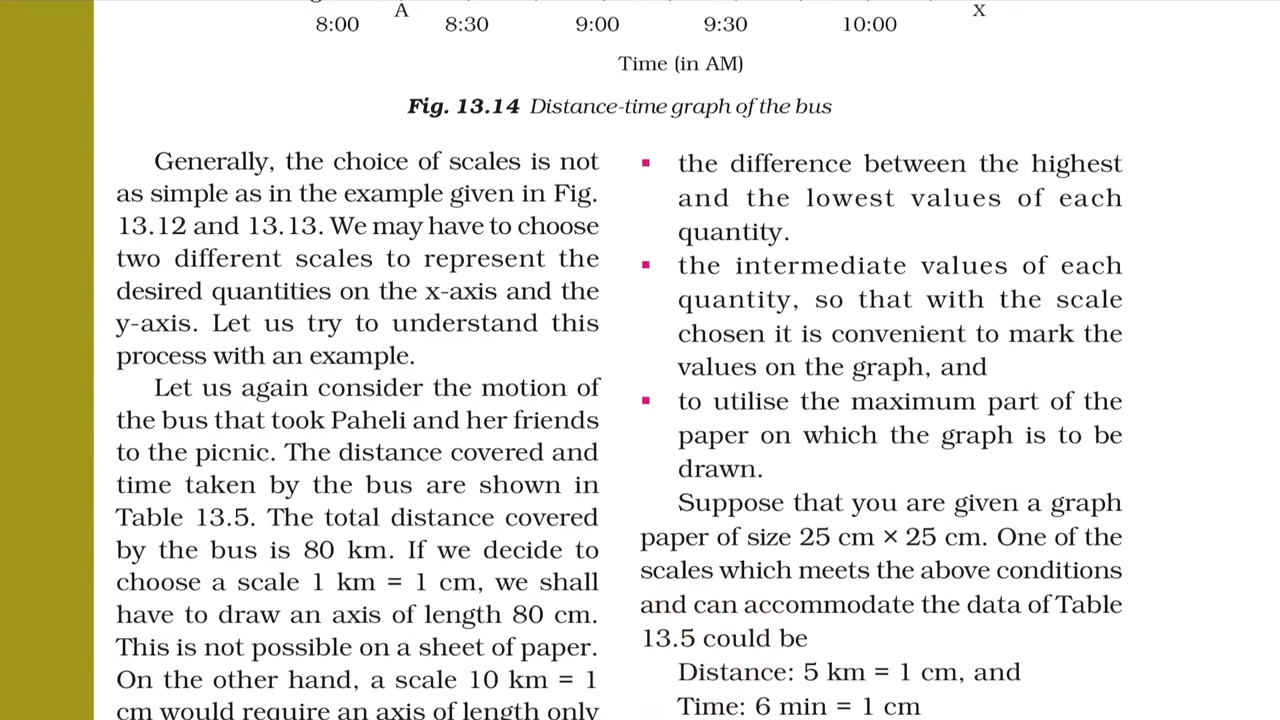 A
X
8:00 8:30 9:00 9:30 10:00
Time (in AM)
Fig. 13.14 Distance-time graph of the bus
Generally, the choice of scales is not
as simple as in the example given in Fig.
13.12 and 13.13. We may have to choose
two different scales to represent the
desired quantities on the x-axis and the
y-axis. Let us try to understand this
process with an example.
Let us again consider the motion of
the bus that took Paheli and her friends
to the picnic. The distance covered and
time taken by the bus are shown in
Table 13.5. The total distance covered
by the bus is 80 km. If we decide to
choose a scale 1 km = 1 cm, we shall
have to draw an axis of length 80 cm.
This is not possible on a sheet of paper.
On the other hand, a scale 10 km = 1
cm would require an axis of length only
▪ the difference between the highest
and the lowest values of each
quantity.
▪ the intermediate values of each
quantity, so that with the scale
chosen it is convenient to mark the
values on the graph, and
▪ to utilise the maximum part of the
paper on which the graph is to be
drawn.
Suppose that you are given a graph
paper of size 25 cm × 25 cm. One of the
scales which meets the above conditions
and can accommodate the data of Table
13.5 could be
Distance: 5 km = 1 cm, and
Time: 6 min = 1 cm